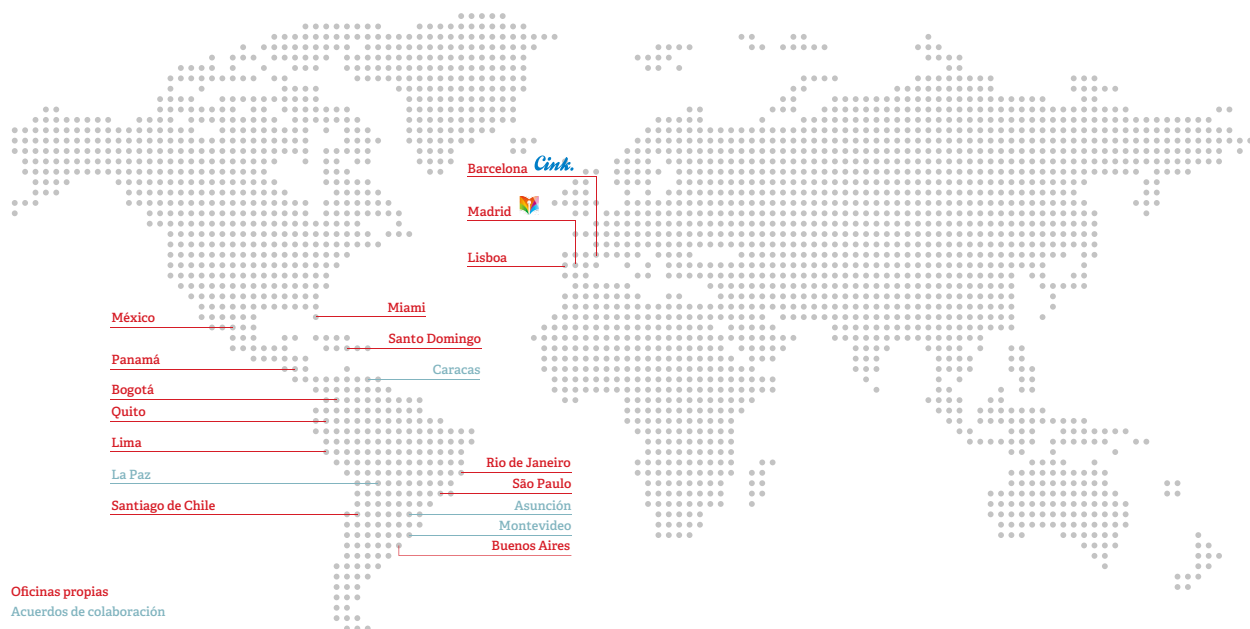 Barcelona Cink.
Madrid
Lisboa
Miami
México
Santo Domingo
Panamá
Caracas
Bogotá
Quito
Lima
Rio de Janeiro
La Paz
São Paulo
Santiago de Chile
Asunción
Montevideo
Buenos Aires
Oficinas propias
Acuerdos de colaboración